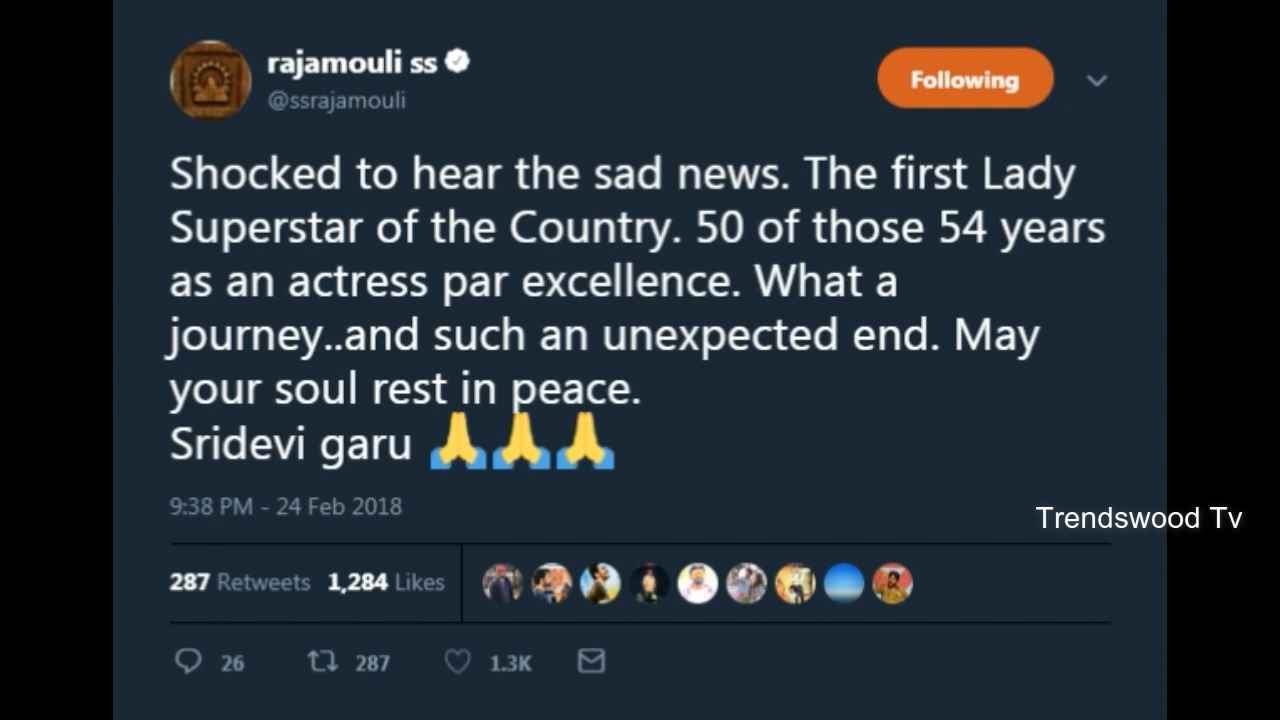 rajamouli ss
@ssrajamouli
Following
Shocked to hear the sad news. The first Lady
Superstar of the Country. 50 of those 54 years
as an actress par excellence. What a
journey..and such an unexpected end. May
your soul rest in peace.
Sridevi garu 🙏🙏🙏
9:38 PM - 24 Feb 2018
Trendswood Tv
287 Retweets 1,284 Likes
26 287 1.3K